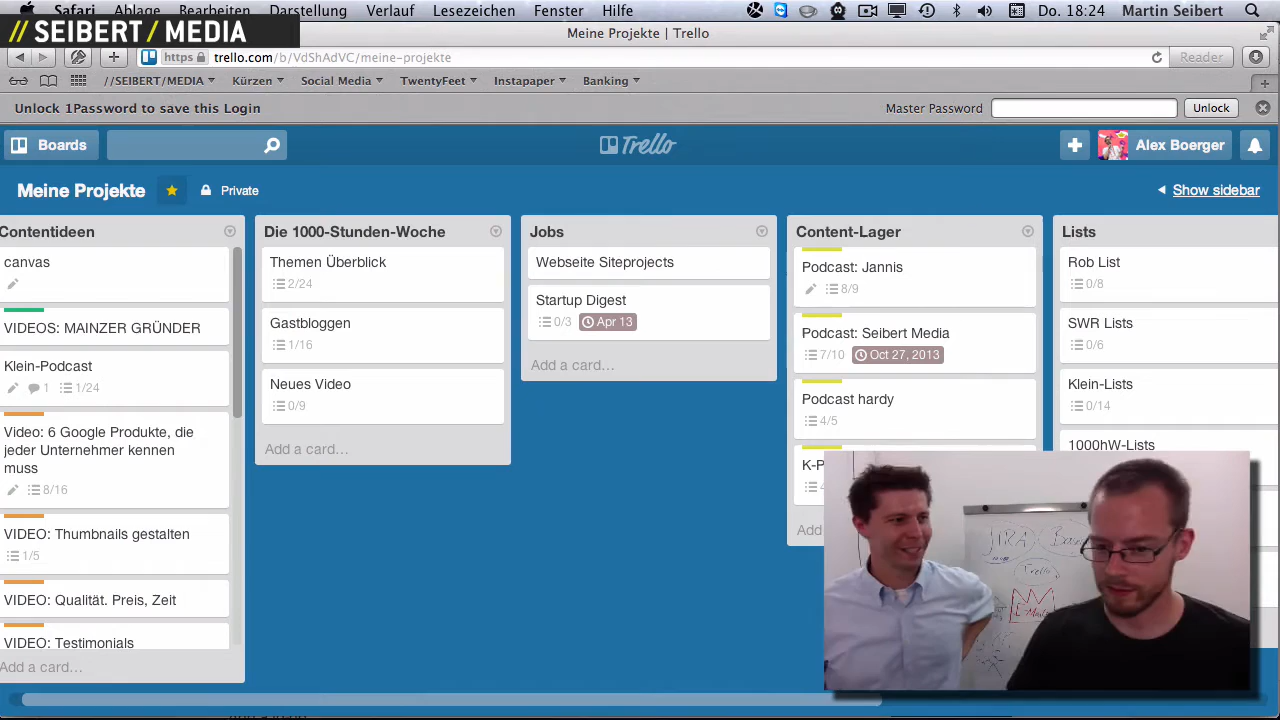 Safari Ablage Bearbeiten Darstellung Verlauf Lesezeichen Fenster Hilfe Do. 18:24 Martin Seibert
// SEIBERT / MEDIA
Meine Projekte | Trello
https trello.com/b/VdShAdVC/meine-projekte Reader
//SEIBERT/MEDIA Kürzen Social Media TwentyFeet Instapaper Banking
Unlock 1Password to save this Login Master Password Unlock
Boards Trello Alex Boerger
Meine Projekte Private Show sidebar
Contentideen
canvas
VIDEOS: MAINZER GRÜNDER
Klein-Podcast
1 1/24
Video: 6 Google Produkte, die
jeder Unternehmer kennen
muss
8/16
VIDEO: Thumbnails gestalten
1/5
VIDEO: Qualität. Preis, Zeit
VIDEO: Testimonials
Add a card…
Die 1000-Stunden-Woche
Themen Überblick
2/24
Gastbloggen
1/16
Neues Video
0/9
Add a card…
Jobs
Webseite Siteprojects
Startup Digest
0/3 Apr 13
Add a card…
Content-Lager
Podcast: Jannis
8/9
Podcast: Seibert Media
7/10 Oct 27, 2013
Podcast hardy
4/5
K-P
Add
Lists
Rob List
0/8
SWR Lists
0/6
Klein-Lists
0/14
1000hW-Lists
JIRA
Trello
E-Mail